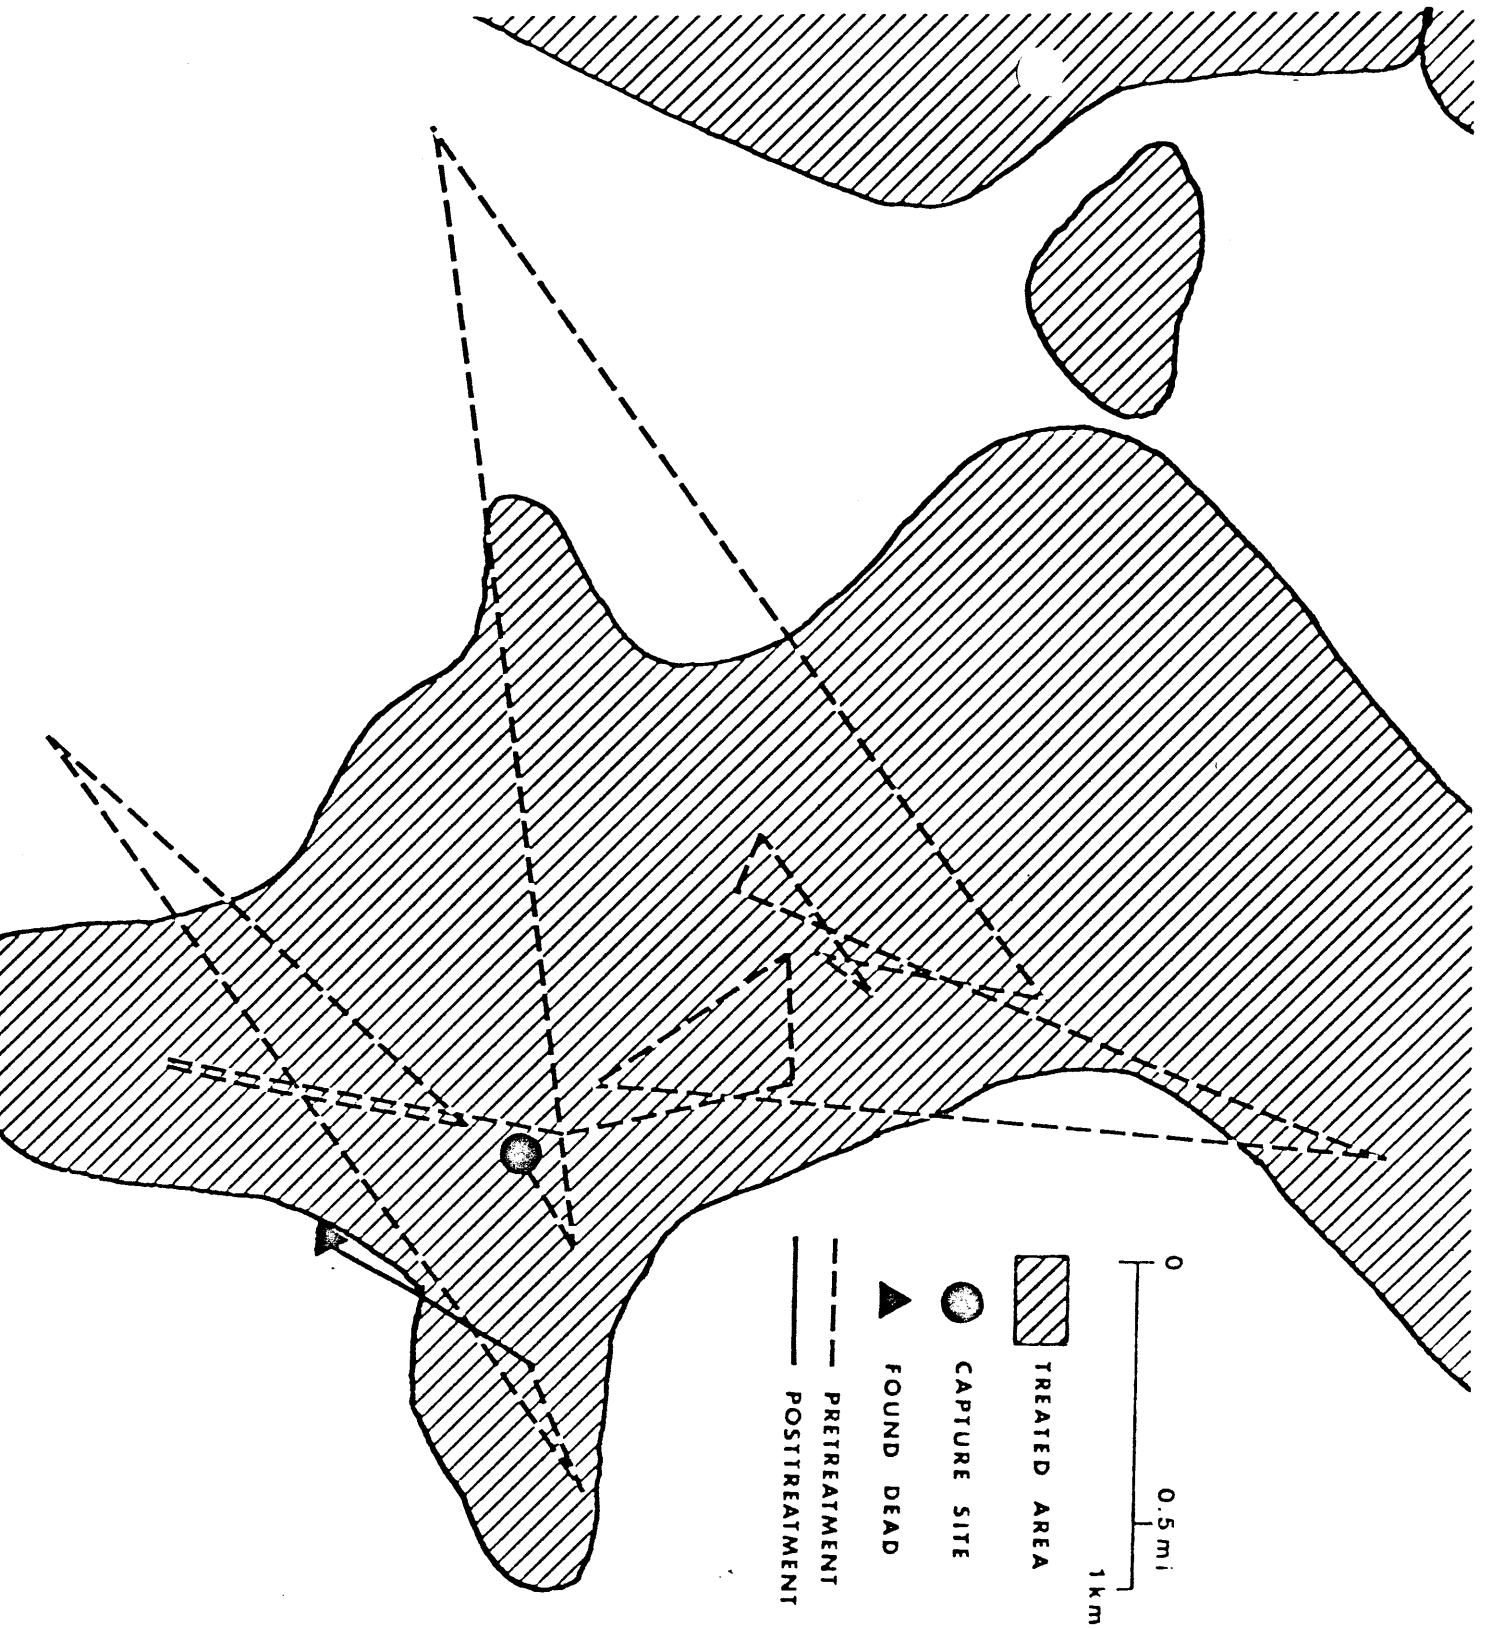 0 0.5 mi
1 km
TREATED AREA
CAPTURE SITE
FOUND DEAD
PRETREATMENT
POSTTREATMENT